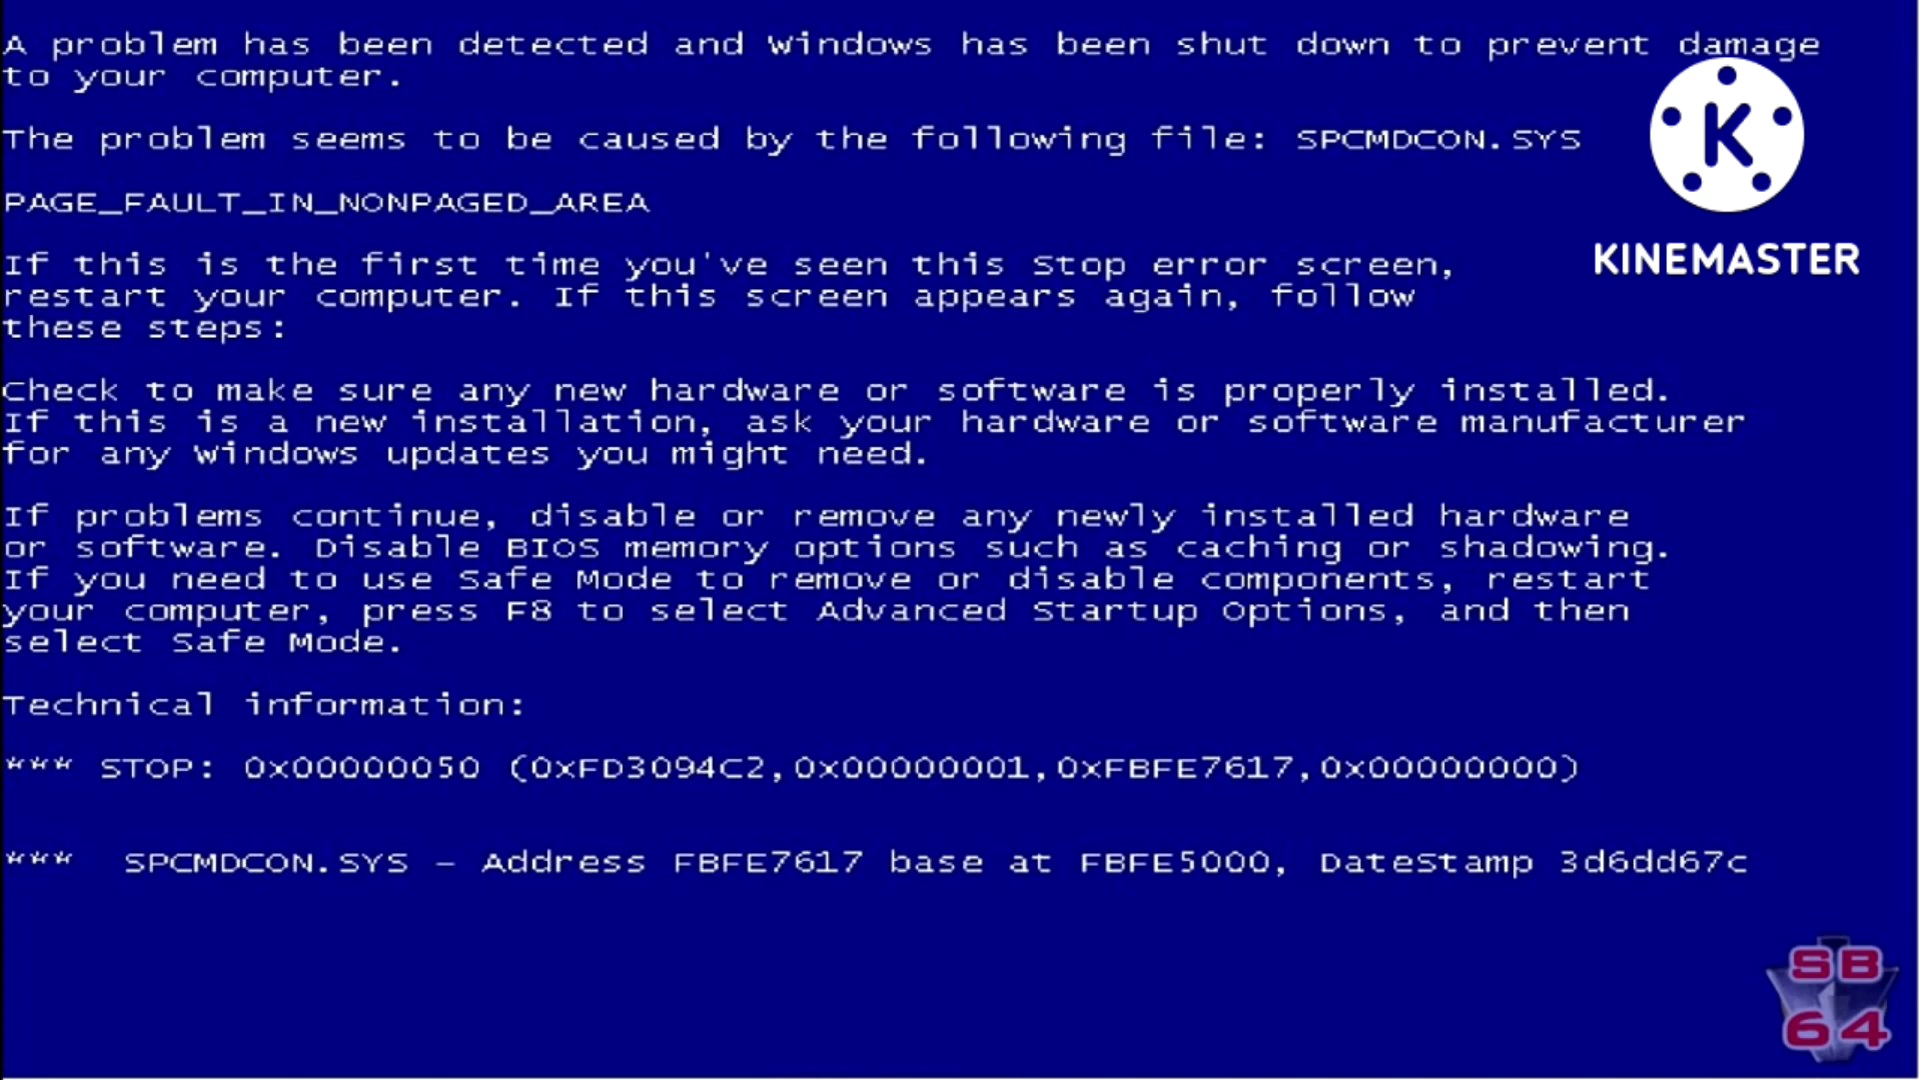 A problem has been detected and Windows has been shut down to prevent damage
to your computer.
The problem seems to be caused by the following file: SPCMDCON.SYS
K
KINEMASTER
PAGE_FAULT_IN_NONPAGED_AREA
If this is the first time you've seen this Stop error screen,
restart your computer. If this screen appears again, follow
these steps:
Check to make sure any new hardware or software is properly installed.
If this is a new installation, ask your hardware or software manufacturer
for any Windows updates you might need.
If problems continue, disable or remove any newly installed hardware
or software. Disable BIOS memory options such as caching or shadowing.
If you need to use Safe Mode to remove or disable components, restart
your computer, press F8 to select Advanced Startup Options, and then
select Safe Mode.
Technical information:
*** STOP: 0x00000050 (0xFD3094C2,0x00000001,0xFBFE7617,0x00000000)
*** SPCMDCON.SYS - Address FBFE7617 base at FBFE5000, DateStamp 3d6dd67c
SB
64